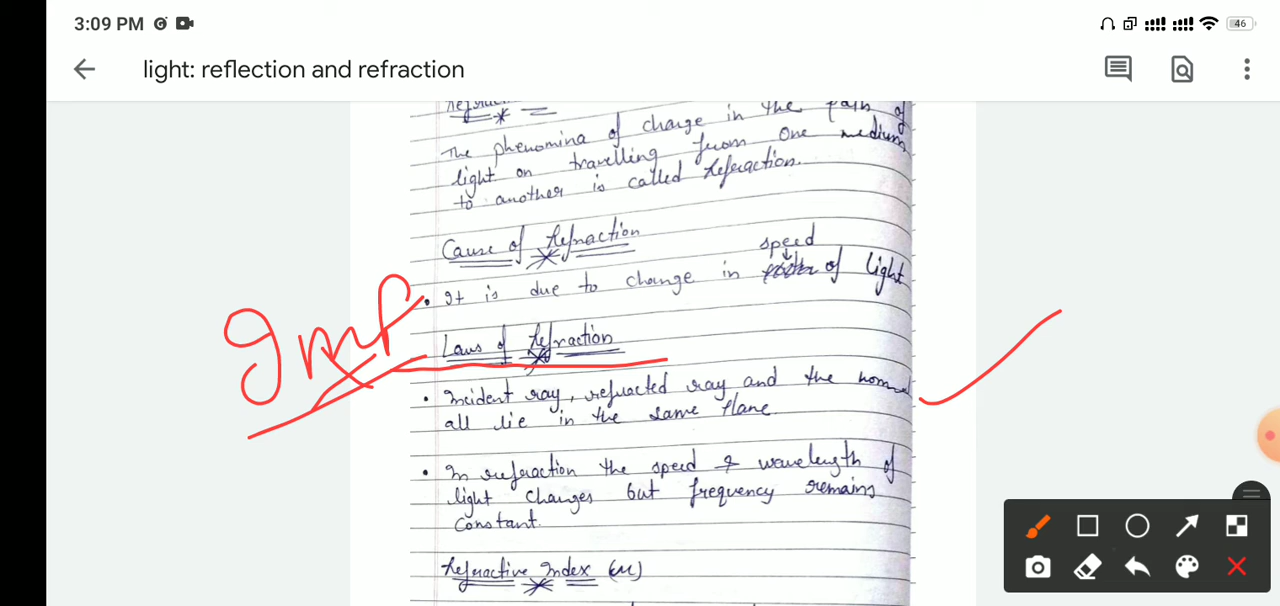 3:09 PM
46
light: reflection and refraction
The phenomina of change in the path of
light on travelling from one medium
to another is called Refraction.
Cause of Refraction
speed
• It is due to change in of light
Imp
Laws of Refraction
• Incident ray, refracted ray and the normal
all lie in the same plane.
• In refraction the speed & wavelength of
light changes but frequency remains
constant.
Refractive Index (μ)